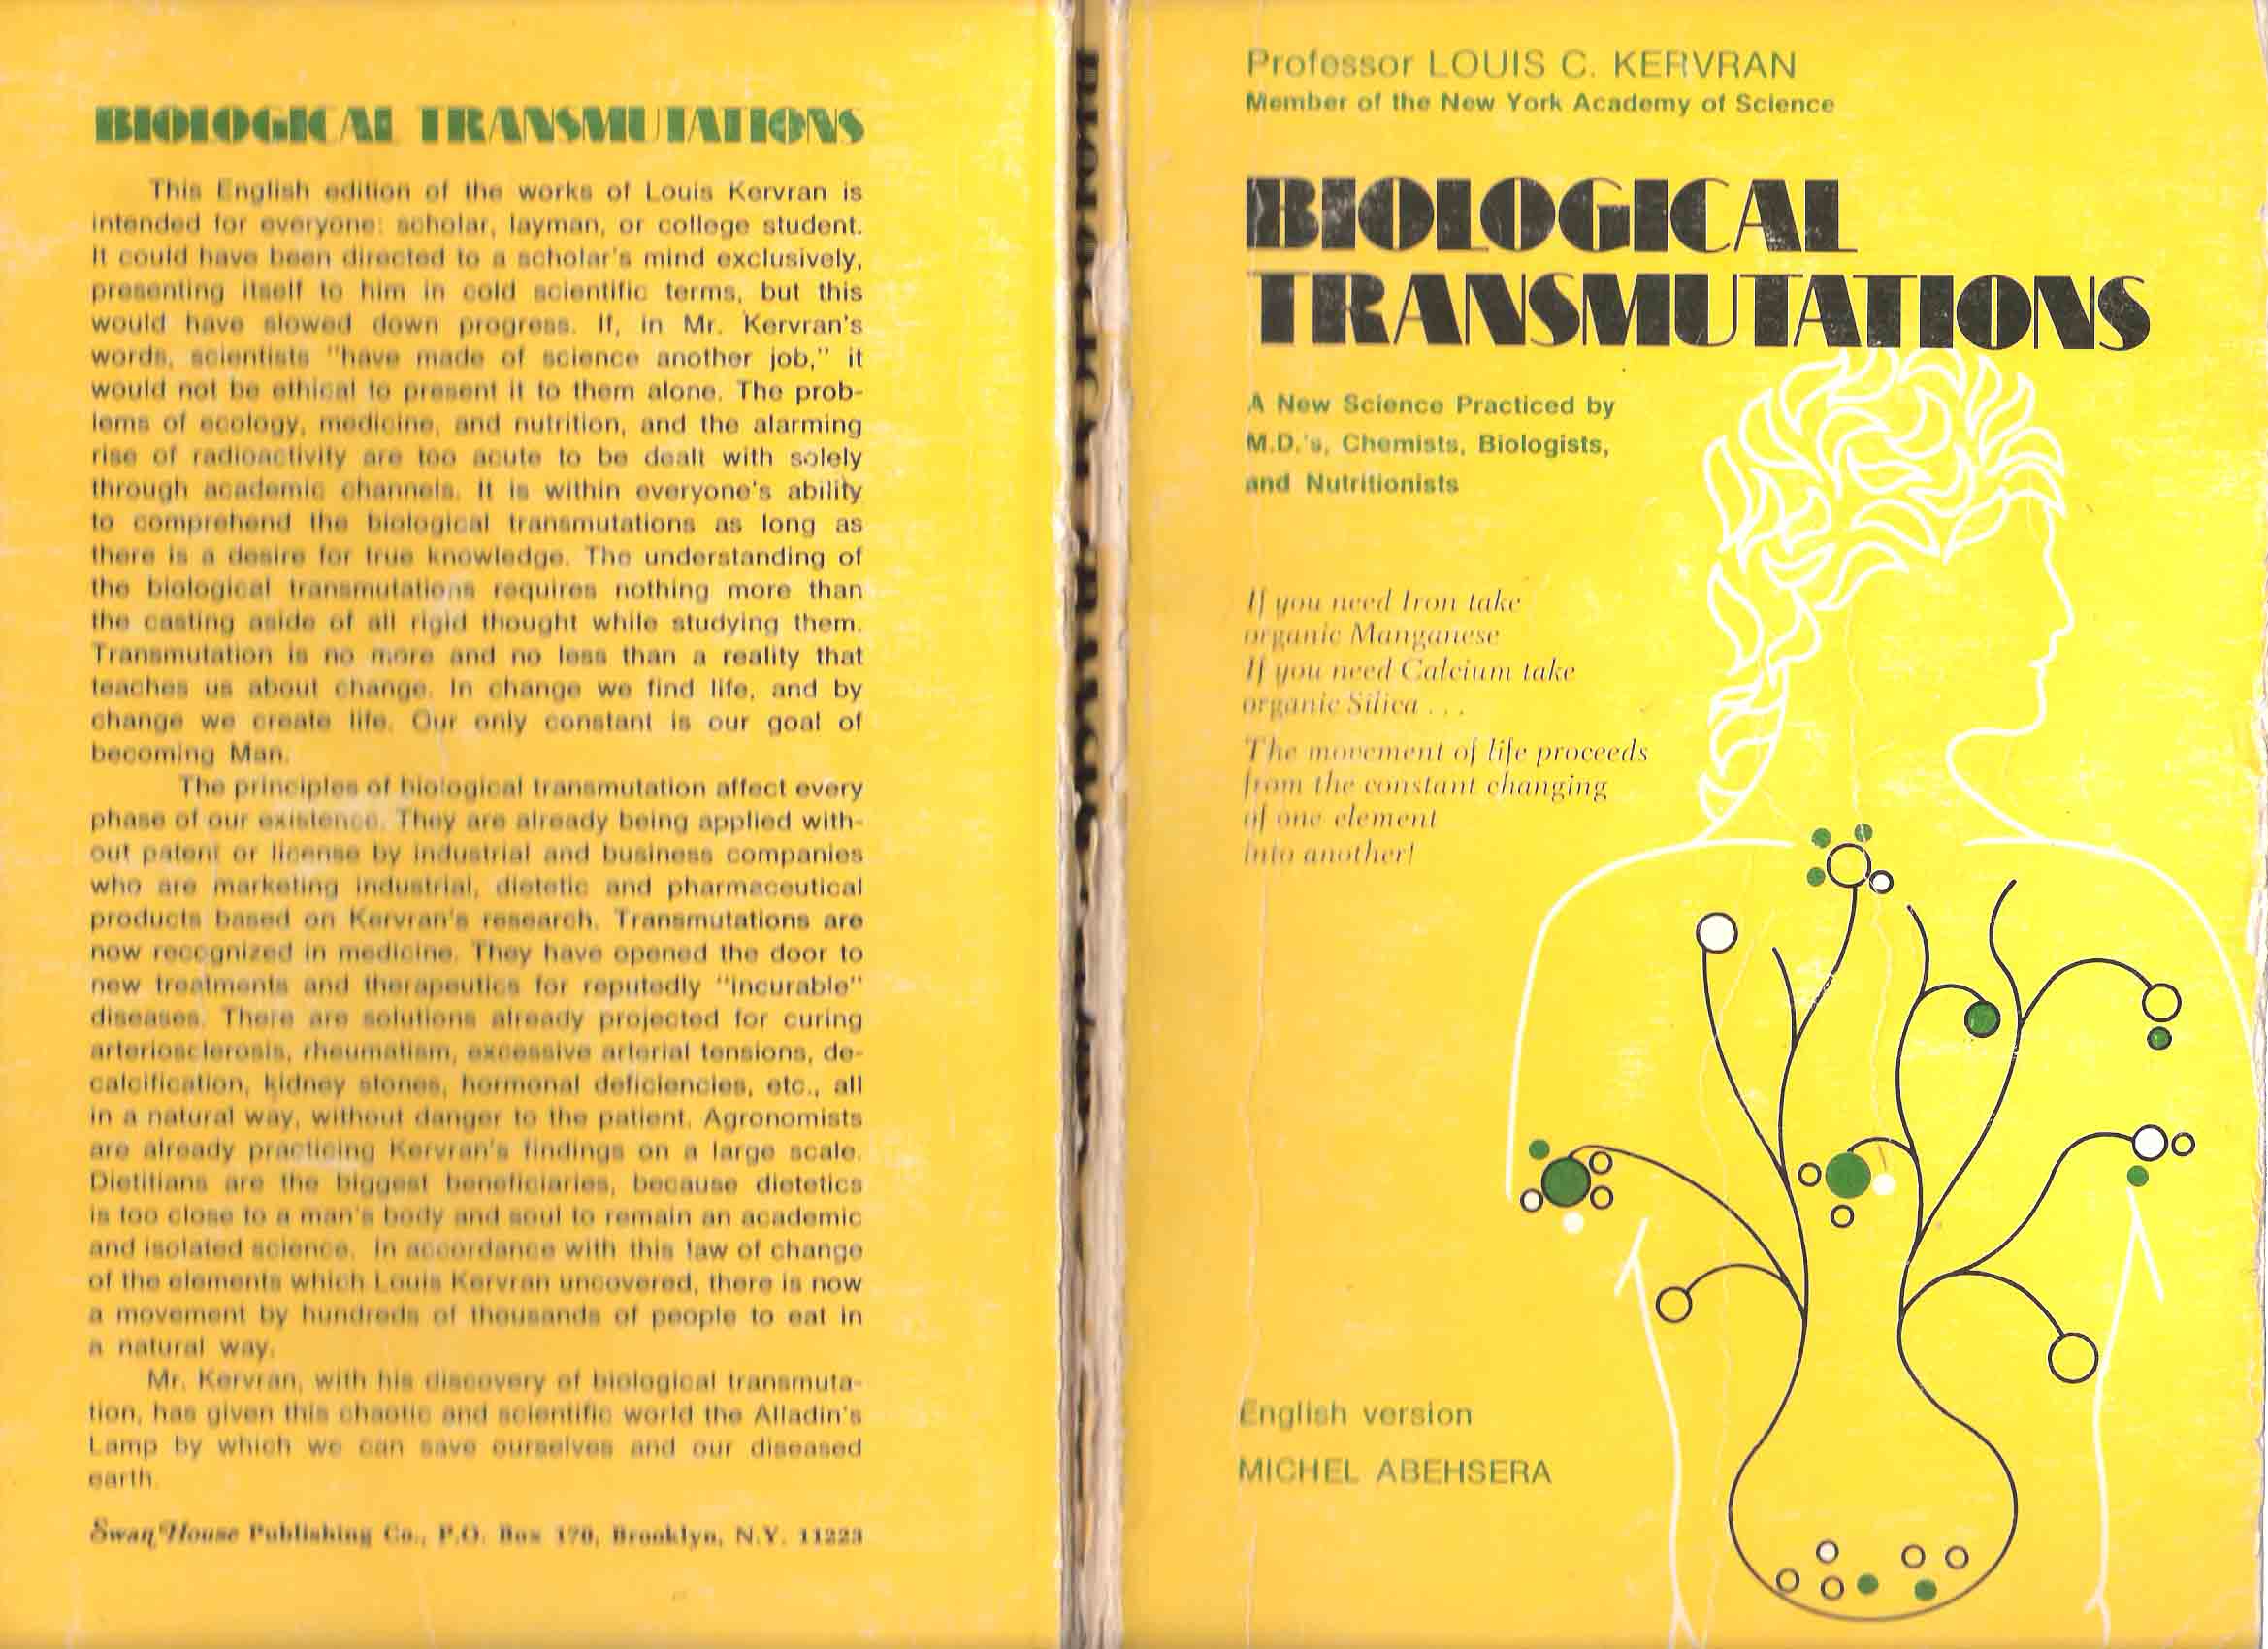 BIOLOGICAL TRANSMUTATIONS
This English edition of the works of Louis Kervran is
intended for everyone: scholar, layman, or college student.
It could have been directed to a scholar's mind exclusively,
presenting itself to him in cold scientific terms, but this
would have slowed down progress. If, in Mr. Kervran's
words, scientists "have made of science another job," it
would not be ethical to present it to them alone. The prob-
lems of ecology, medicine, and nutrition, and the alarming
rise of radioactivity are too acute to be dealt with solely
through academic channels. It is within everyone's ability
to comprehend the biological transmutations as long as
there is a desire for true knowledge. The understanding of
the biological transmutations requires nothing more than
the casting aside of all rigid thought while studying them.
Transmutation is no more and no less than a reality that
teaches us about change. In change we find life, and by
change we create life. Our only constant is our goal of
becoming Man.
The principles of biological transmutation affect every
phase of our existence. They are already being applied with-
out patent or license by industrial and business companies
who are marketing industrial, dietetic and pharmaceutical
products based on Kervran's research. Transmutations are
now recognized in medicine. They have opened the door to
new treatments and therapeutics for reputedly "incurable"
diseases. There are solutions already projected for curing
arteriosclerosis, rheumatism, excessive arterial tensions, de-
calcification, kidney stones, hormonal deficiencies, etc., all
in a natural way, without danger to the patient. Agronomists
are already practicing Kervran's findings on a large scale.
Dietitians are the biggest beneficiaries, because dietetics
is too close to a man's body and soul to remain an academic
and isolated science. In accordance with this law of change
of the elements which Louis Kervran uncovered, there is now
a movement by hundreds of thousands of people to eat in
a natural way.
Mr. Kervran, with his discovery of biological transmuta-
tion, has given this chaotic and scientific world the Alladin's
Lamp by which we can save ourselves and our diseased
earth.
Swan House Publishing Co., P.O. Box 170, Brooklyn, N.Y. 11223
Professor LOUIS C. KERVRAN
Member of the New York Academy of Science
BIOLOGICAL
TRANSMUTATIONS
A New Science Practiced by
M.D.'s, Chemists, Biologists,
and Nutritionists
If you need Iron take
organic Manganese
If you need Calcium take
organic Silica . . .
The movement of life proceeds
from the constant changing
of one element
into another!
English version
MICHEL ABEHSERA